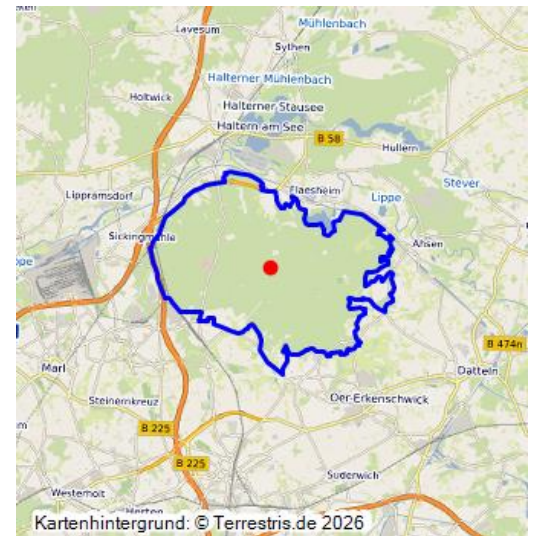 Lavesum
Mühlenbach
Sythen
Halterner Mühlenbach
Holtwick
Halterner Stausee
Haltern am See
B 58
Hullern
Flaesheim
Stever
Lippramsdorf
Lippe
Sickingmühle
Ahsen
ppe
B 474n
Marl
Datteln
Steinernkreuz
Oer-Erkenschwick
B 225
m
B 225
Suderwich
Westerholt
Herten
Kartenhintergrund: © Terrestris.de 2026